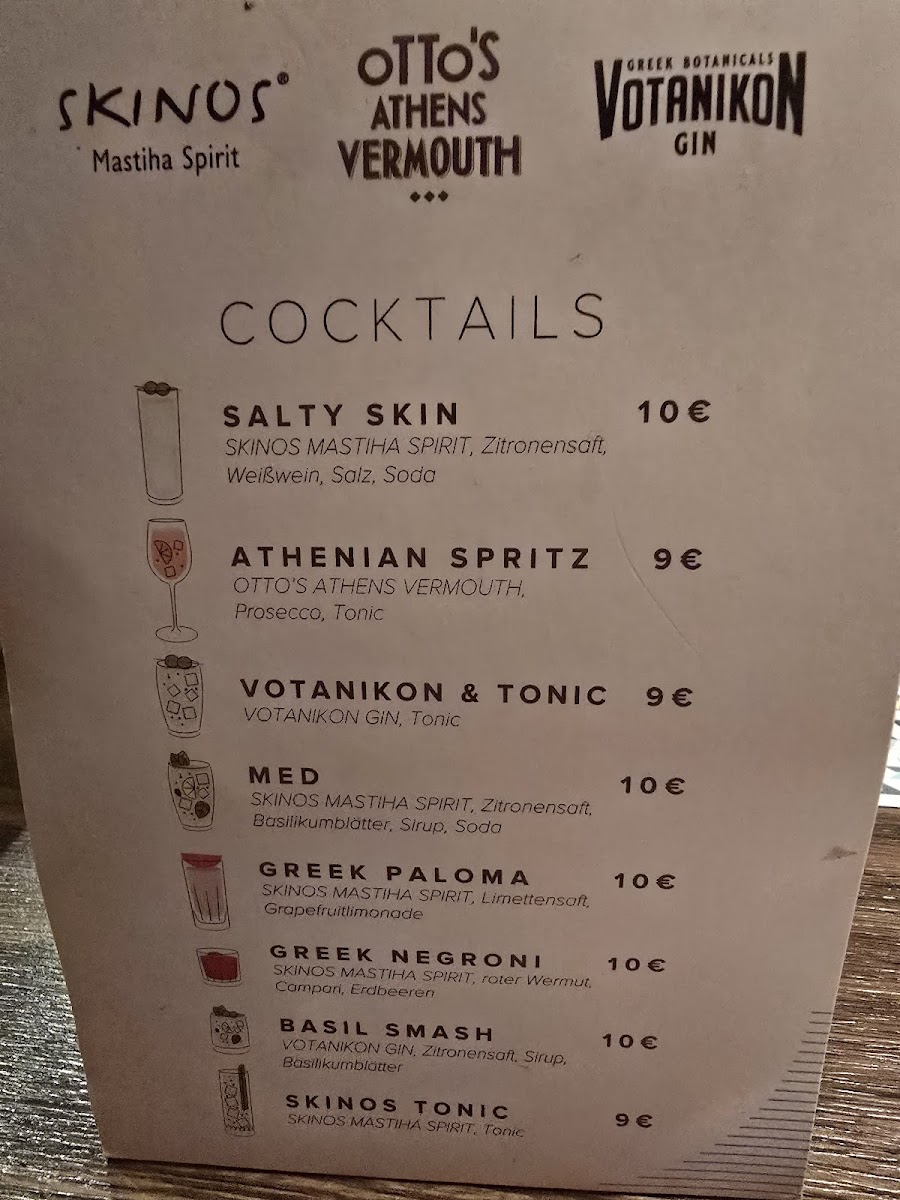 SKINOS®
Mastiha Spirit
OTTO'S
ATHENS
VERMOUTH
GREEK BOTANICALS
VOTANIKON
GIN
COCKTAILS
SALTY SKIN 10€
SKINOS MASTIHA SPIRIT, Zitronensaft,
Weißwein, Salz, Soda
ATHENIAN SPRITZ 9€
OTTO'S ATHENS VERMOUTH,
Prosecco, Tonic
VOTANIKON & TONIC 9€
VOTANIKON GIN, Tonic
MED 10€
SKINOS MASTIHA SPIRIT, Zitronensaft,
Basilikumblätter, Sirup, Soda
GREEK PALOMA 10€
SKINOS MASTIHA SPIRIT, Limettensaft,
Grapefruitlimonade
GREEK NEGRONI 10€
SKINOS MASTIHA SPIRIT, roter Wermut,
Campari, Erdbeeren
BASIL SMASH 10€
VOTANIKON GIN, Zitronensaft, Sirup,
Basilikumblätter
SKINOS TONIC 9€
SKINOS MASTIHA SPIRIT, Tonic